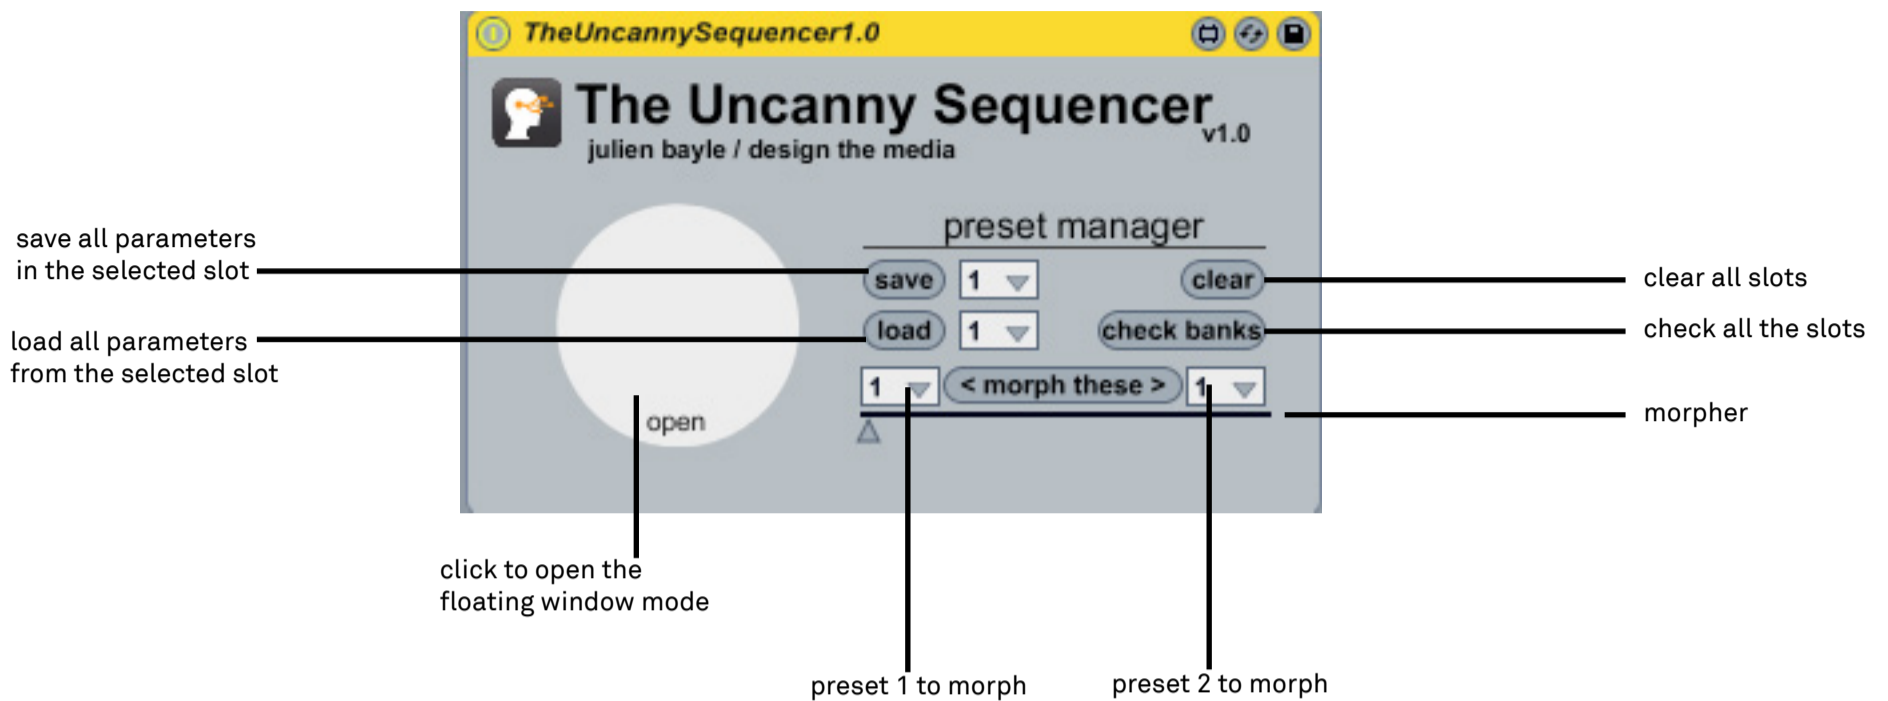 TheUncannySequencer1.0
The Uncanny Sequencer
v1.0
julien bayle / design the media
save all parameters
in the selected slot
load all parameters
from the selected slot
preset manager
save 1 clear
load 1 check banks
1 < morph these > 1
open
clear all slots
check all the slots
morpher
click to open the
floating window mode
preset 1 to morph
preset 2 to morph